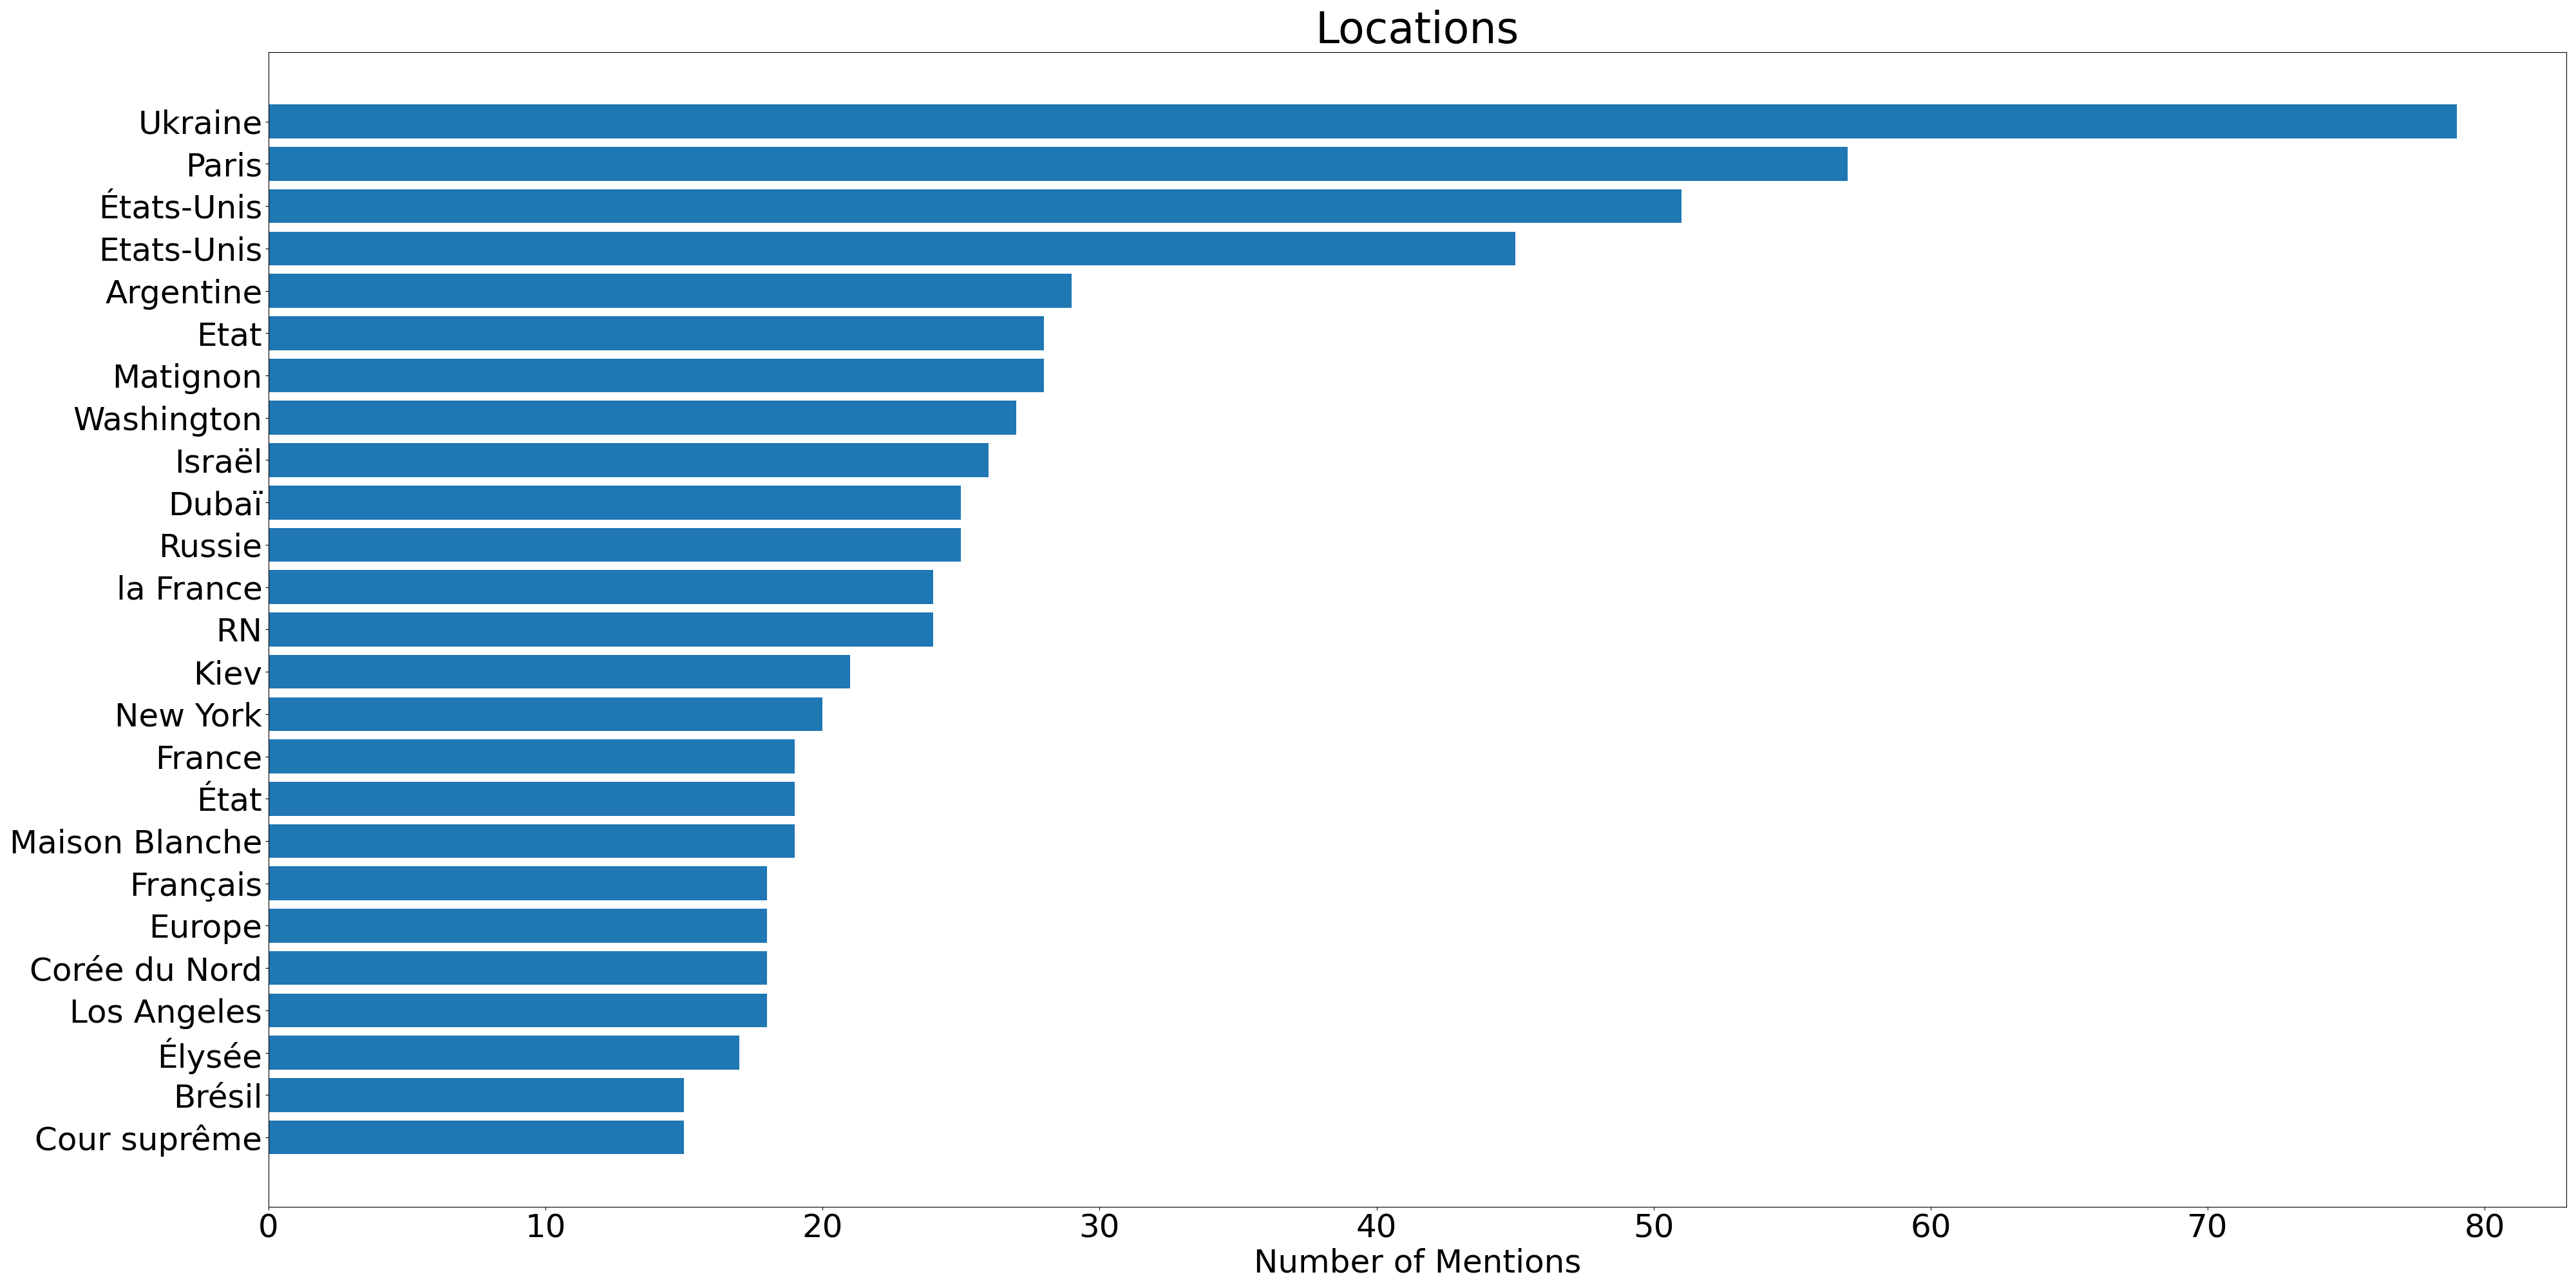 Locations
Ukraine
Paris
États-Unis
Etats-Unis
Argentine
Etat
Matignon
Washington
Israël
Dubaï
Russie
la France
RN
Kiev
New York
France
État
Maison Blanche
Français
Europe
Corée du Nord
Los Angeles
Élysée
Brésil
Cour suprême
0 10 20 30 40 50 60 70 80
Number of Mentions